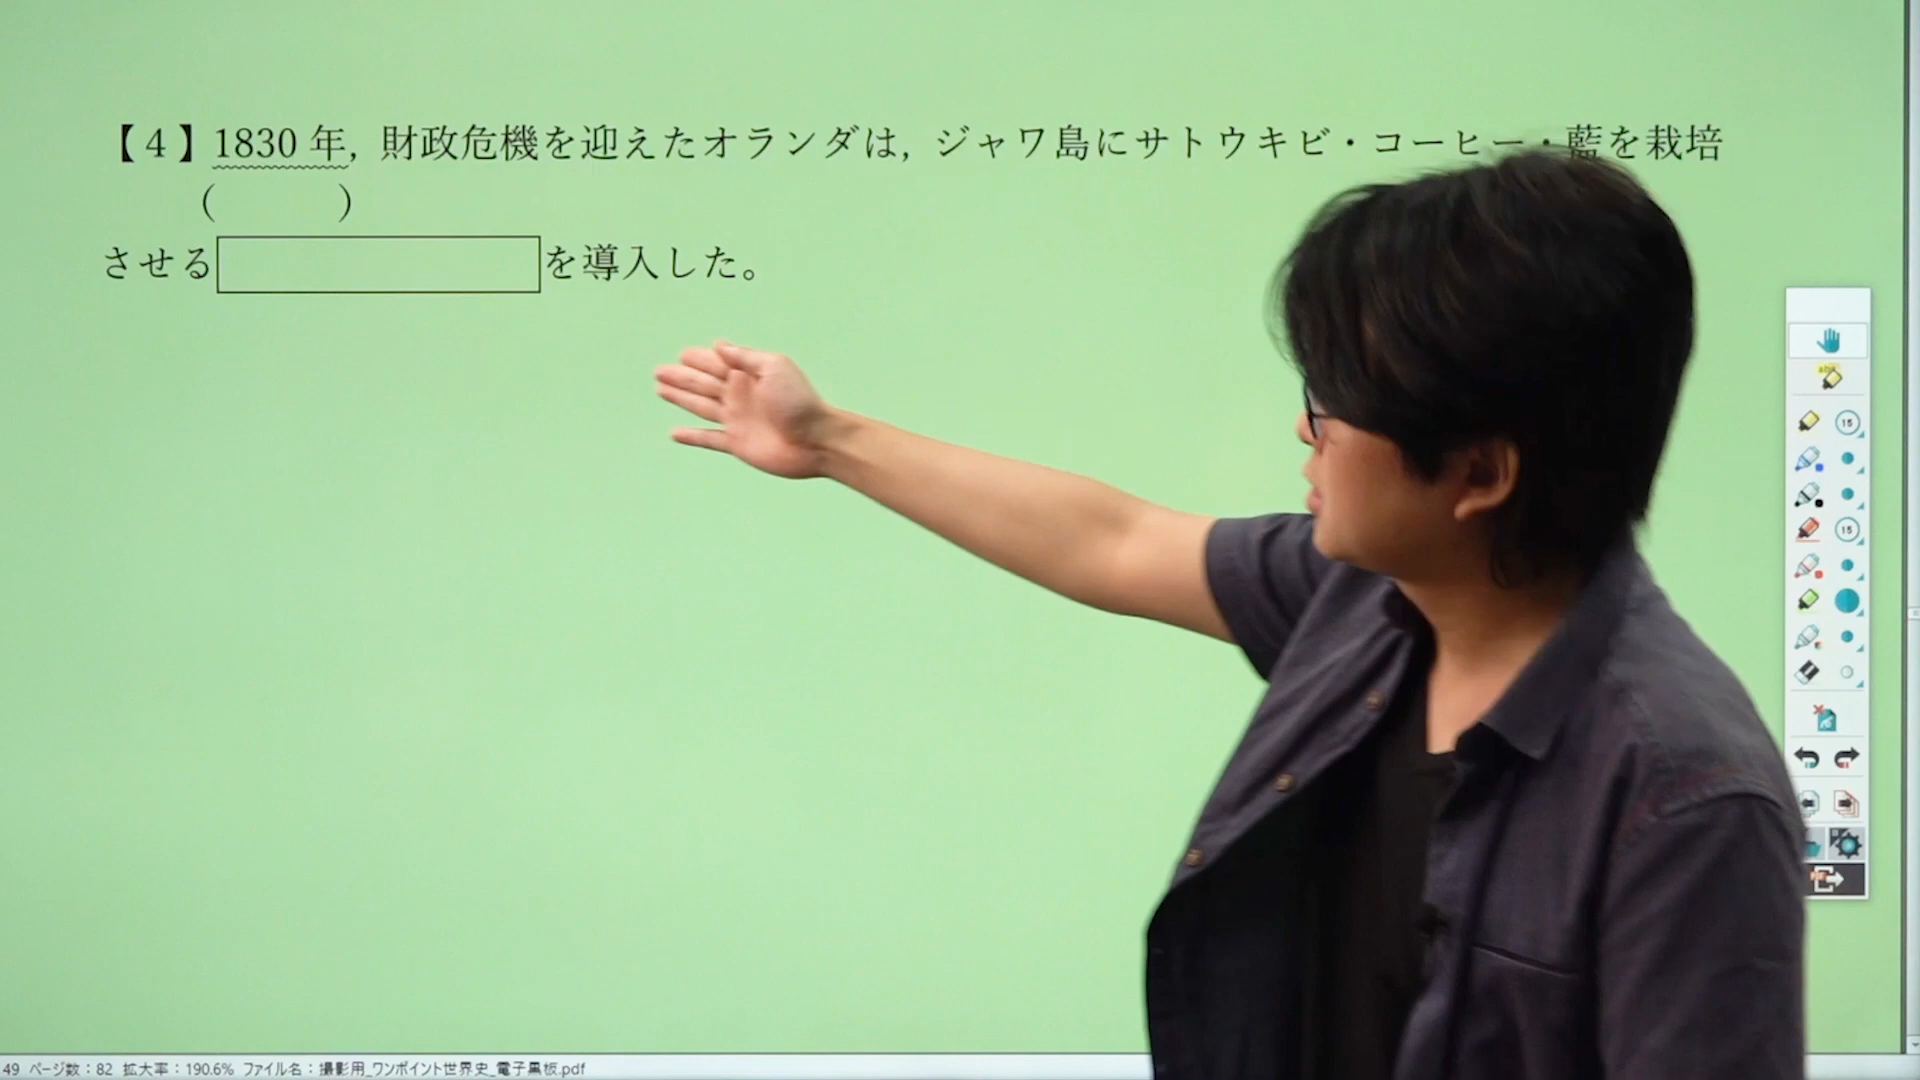 【4】1830 年, 財政危機を迎えたオランダは, ジャワ島にサトウキビ・コーヒー・藍を栽培
(　　　)
させる　　　　　を導入した。
15
15
49 ページ数：82 拡大率：190.6% ファイル名：撮影用_ワンポイント世界史_電子黒板.pdf